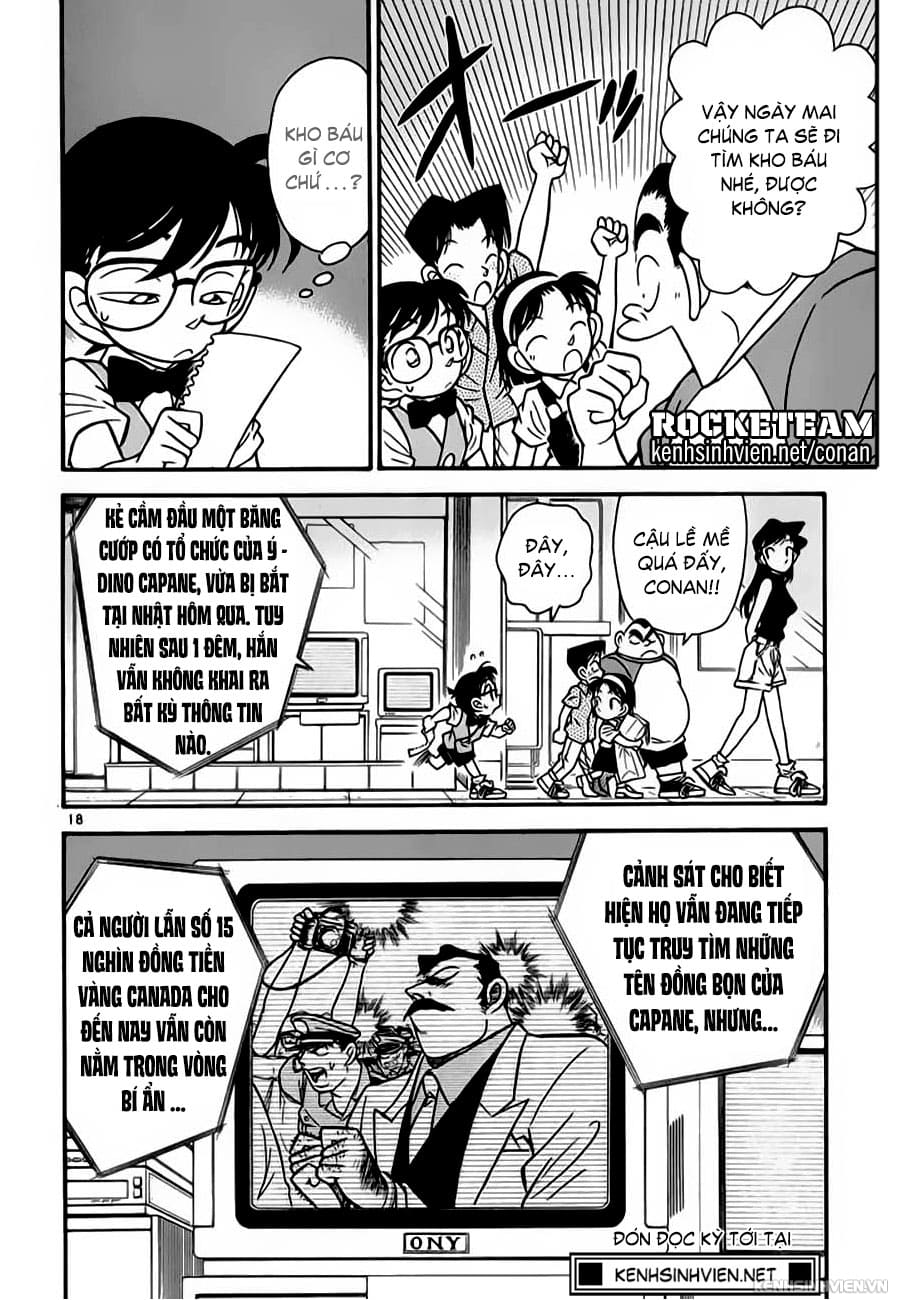 VẬY NGÀY MAI
CHÚNG TA SẼ ĐI
TÌM KHO BÁU
NHÉ, ĐƯỢC
KHÔNG?
KHO BÁU
GÌ CƠ
CHỨ ...?
ROCKETEAM
kenhsinhvien.net/conan
KẺ CẦM ĐẦU MỘT BĂNG
CƯỚP CÓ TỔ CHỨC CỦA Ý -
DINO CAPANE, VỪA BỊ BẮT
TẠI NHẬT HÔM QUA. TUY
NHIÊN SAU 1 ĐÊM, HẮN
VẪN KHÔNG KHAI RA
BẤT KỲ THÔNG TIN
NÀO.
ĐÂY,
ĐÂY...
CẬU LỀ MỀ
QUÁ ĐẤY,
CONAN!!
18
CẢNH SÁT CHO BIẾT
HIỆN HỌ VẪN ĐANG TIẾP
TỤC TRUY TÌM NHỮNG
TÊN ĐỒNG BỌN CỦA
CAPANE, NHƯNG...
CẢ NGƯỜI LẪN SỐ 15
NGHÌN ĐỒNG TIỀN
VÀNG CANADA CHO
ĐẾN NAY VẪN CÒN
NẰM TRONG VÒNG
BÍ ẨN ...
ONY
ĐÓN ĐỌC KỲ TỚI TẠI
KENHSINHVIEN.NET
KENHSINHVIEN.VN